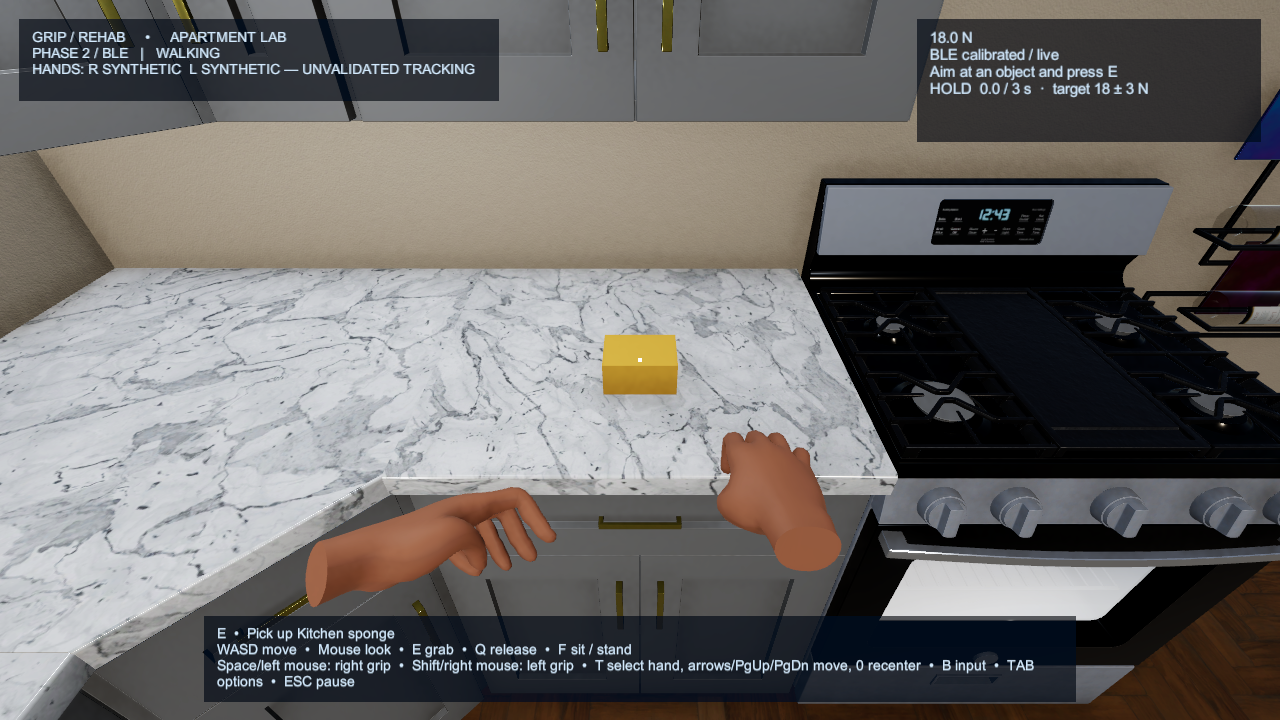 GRIP / REHAB • APARTMENT LAB
PHASE 2 / BLE | WALKING
HANDS: R SYNTHETIC L SYNTHETIC — UNVALIDATED TRACKING
18.0 N
BLE calibrated / live
Aim at an object and press E
HOLD 0.0 / 3 s · target 18 ± 3 N
12:43
E • Pick up Kitchen sponge
WASD move • Mouse look • E grab • Q release • F sit / stand
Space/left mouse: right grip • Shift/right mouse: left grip • T select hand, arrows/PgUp/PgDn move, 0 recenter • B input • TAB
options • ESC pause